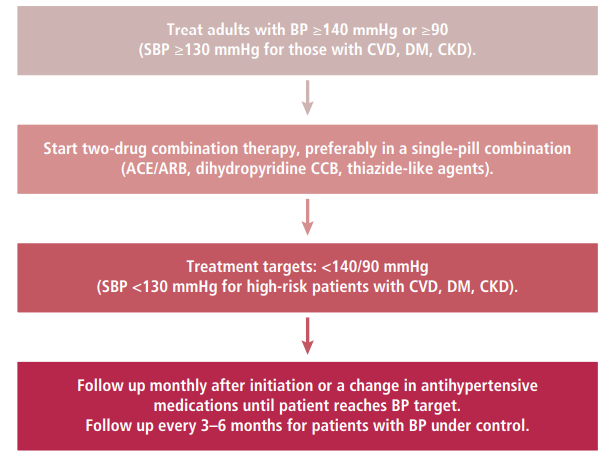 Treat adults with BP ≥140 mmHg or ≥90
(SBP ≥130 mmHg for those with CVD, DM, CKD).
Start two-drug combination therapy, preferably in a single-pill combination
(ACE/ARB, dihydropyridine CCB, thiazide-like agents).
Treatment targets: <140/90 mmHg
(SBP <130 mmHg for high-risk patients with CVD, DM, CKD).
Follow up monthly after initiation or a change in antihypertensive
medications until patient reaches BP target.
Follow up every 3–6 months for patients with BP under control.